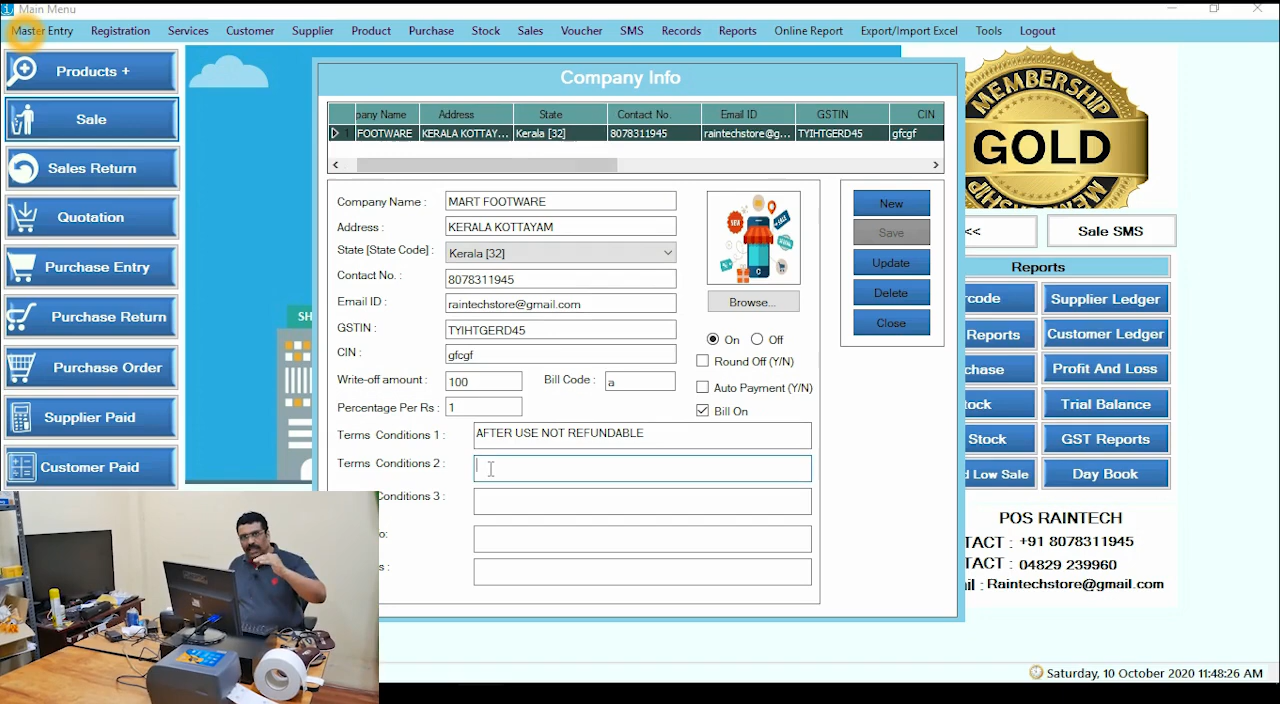 Main Menu
Master Entry Registration Services Customer Supplier Product Purchase Stock Sales Voucher SMS Records Reports Online Report Export/Import Excel Tools Logout
Products +
Sale
Sales Return
Quotation
Purchase Entry
Purchase Return
Purchase Order
Supplier Paid
Customer Paid
SH
Company Info
pany Name Address State Contact No. Email ID GSTIN CIN
1 FOOTWARE KERALA KOTTAY... Kerala [32] 8078311945 raintechstore@g... TYIHTGERD45 gfcgf
Company Name : MART FOOTWARE
Address : KERALA KOTTAYAM
State [State Code] : Kerala [32]
Contact No. : 8078311945
Email ID : raintechstore@gmail.com
GSTIN : TYIHTGERD45
CIN : gfcgf
Write-off amount : 100 Bill Code : a
Percentage Per Rs : 1
Terms Conditions 1 : AFTER USE NOT REFUNDABLE
Terms Conditions 2 :
Conditions 3 :
o:
s :
SALE
Browse...
On Off
Round Off (Y/N)
Auto Payment (Y/N)
Bill On
New
Save
Update
Delete
Close
MEMBERSHIP
GOLD
MEMBERSHIP
<< Sale SMS
Reports
rcode Supplier Ledger
Reports Customer Ledger
chase Profit And Loss
tock Trial Balance
Stock GST Reports
d Low Sale Day Book
POS RAINTECH
TACT : +91 8078311945
TACT : 04829 239960
il : Raintechstore@gmail.com
Saturday, 10 October 2020 11:48:26 AM